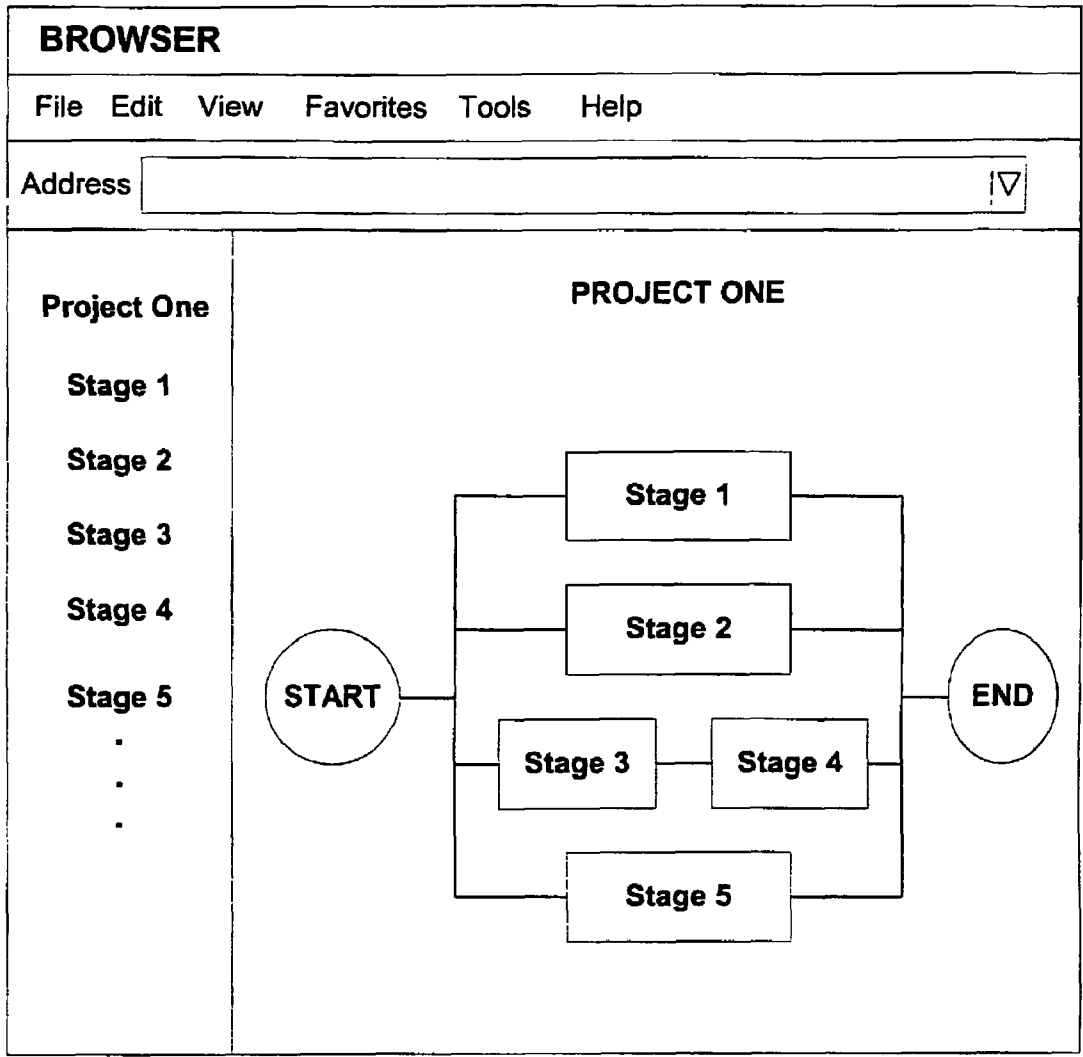 BROWSER
File Edit View Favorites Tools Help
Address
Project One
Stage 1
Stage 2
Stage 3
Stage 4
Stage 5
PROJECT ONE
Stage 1
Stage 2
START
END
Stage 3 Stage 4
Stage 5